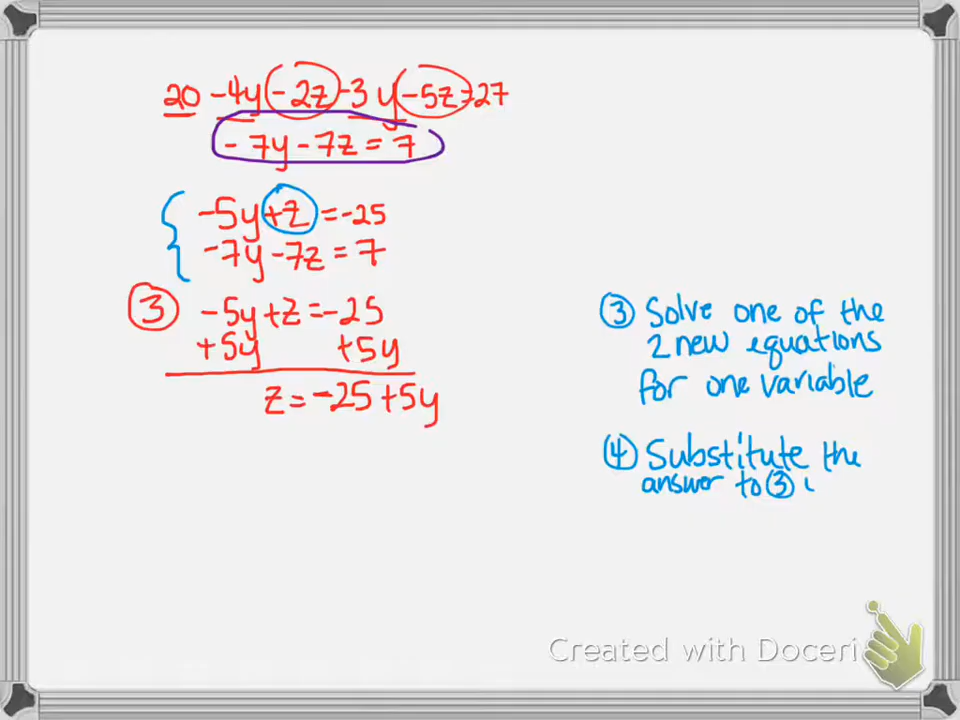 20 -4y -2z -3y -5z = 27
-7y -7z = 7
-5y +z = -25
-7y -7z = 7
③ -5y +z = -25
+5y +5y
z = -25 +5y
③ Solve one of the
2 new equations
for one variable
④ Substitute the
answer to ③ i
Created with Doceri